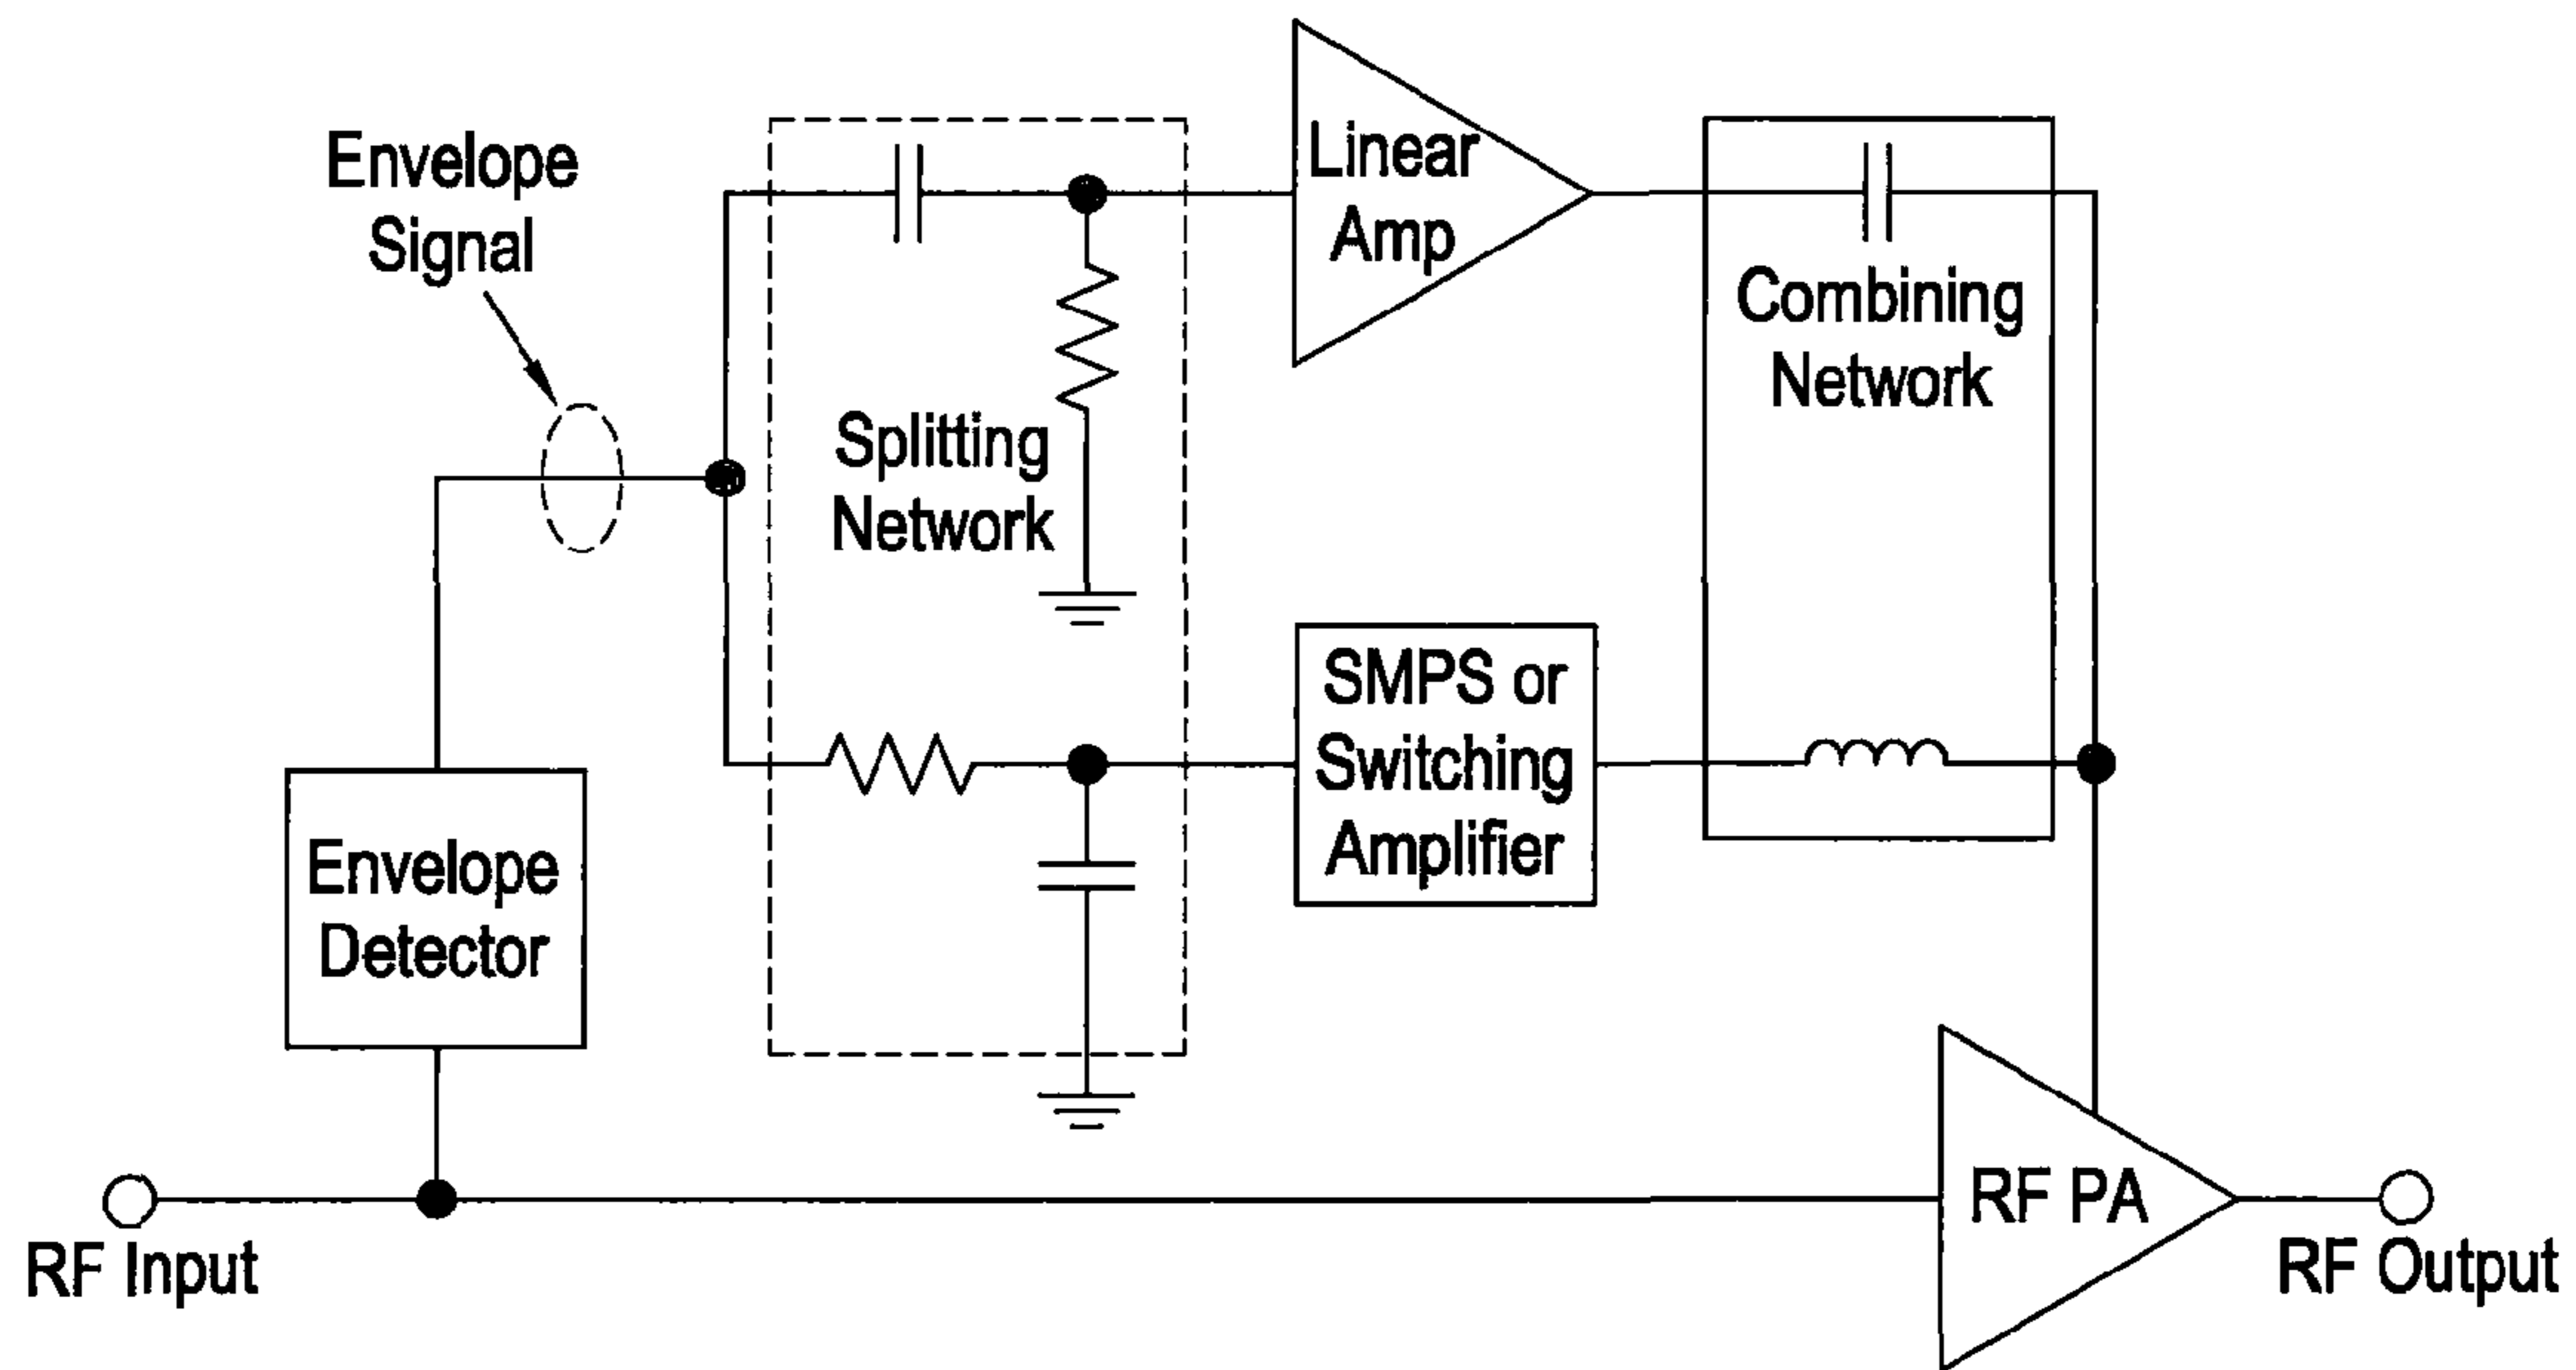 Envelope
Signal
Linear
Amp
Combining
Network
Splitting
Network
SMPS or
Switching
Amplifier
Envelope
Detector
RF PA
RF Input
RF Output